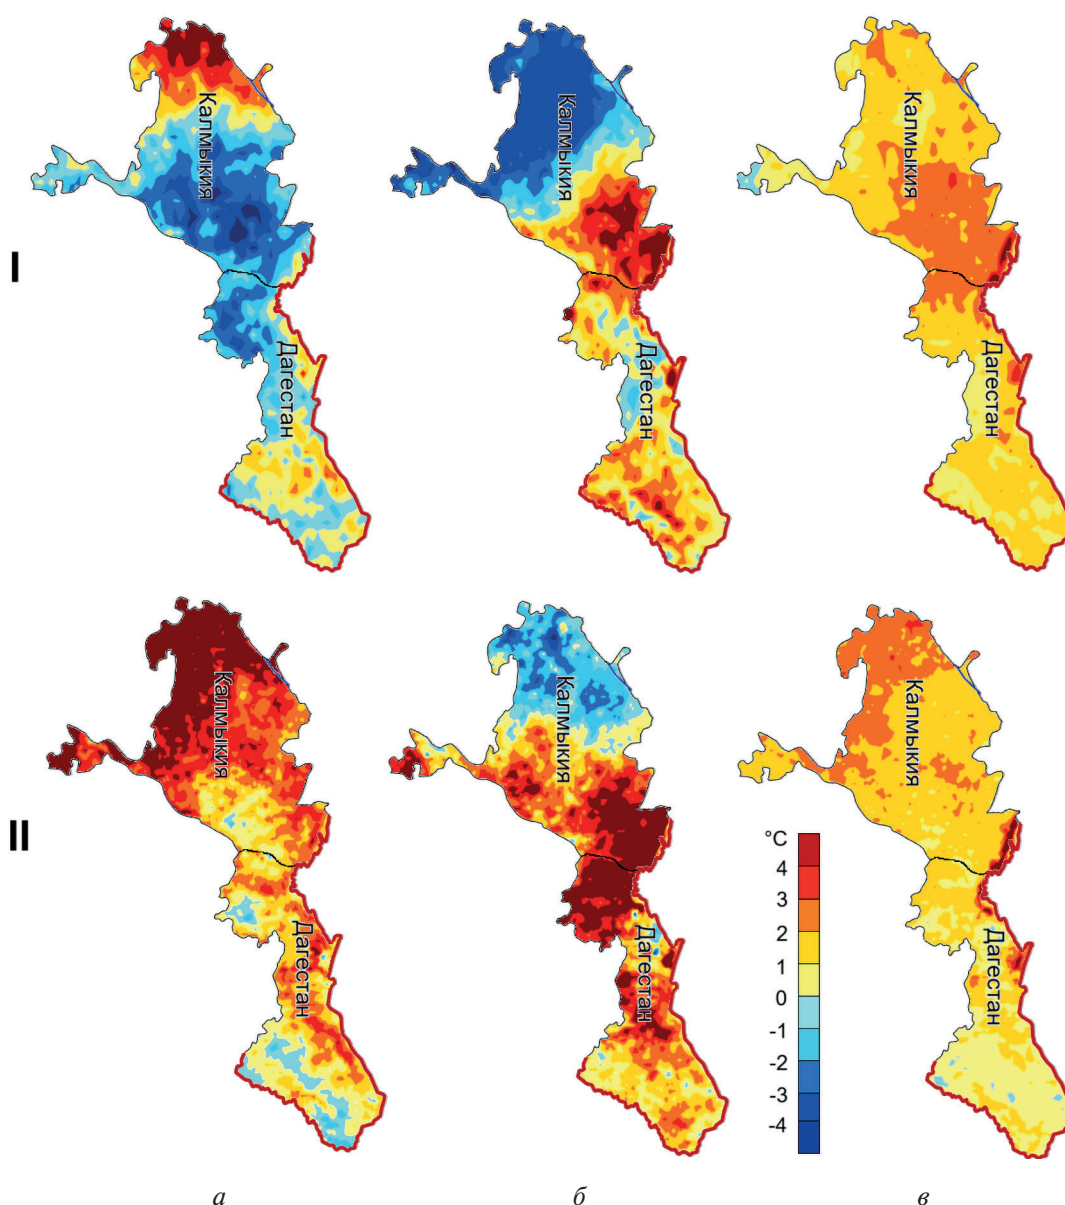 Калмыкия
Дагестан
Калмыкия
Дагестан
Калмыкия
Дагестан
I
Калмыкия
Дагестан
Калмыкия
Дагестан
Калмыкия
Дагестан
II
°C
4
3
2
1
0
-1
-2
-3
-4
а
б
в